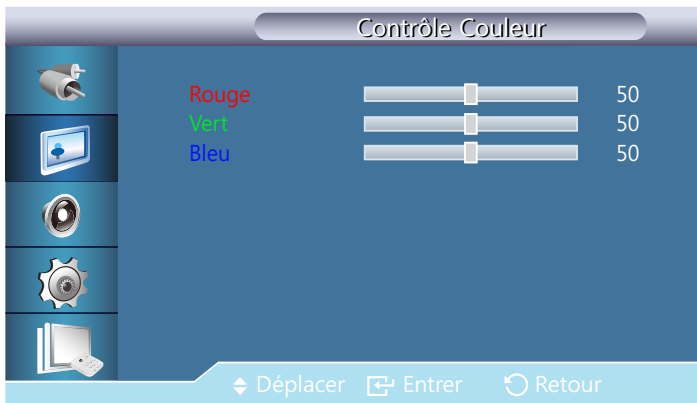 Contrôle Couleur
Rouge 50
Vert 50
Bleu 50
Déplacer Entrer Retour